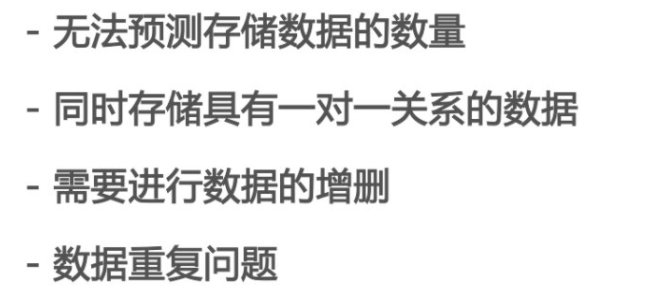 - 无法预测存储数据的数量
- 同时存储具有一对一关系的数据
- 需要进行数据的增删
- 数据重复问题